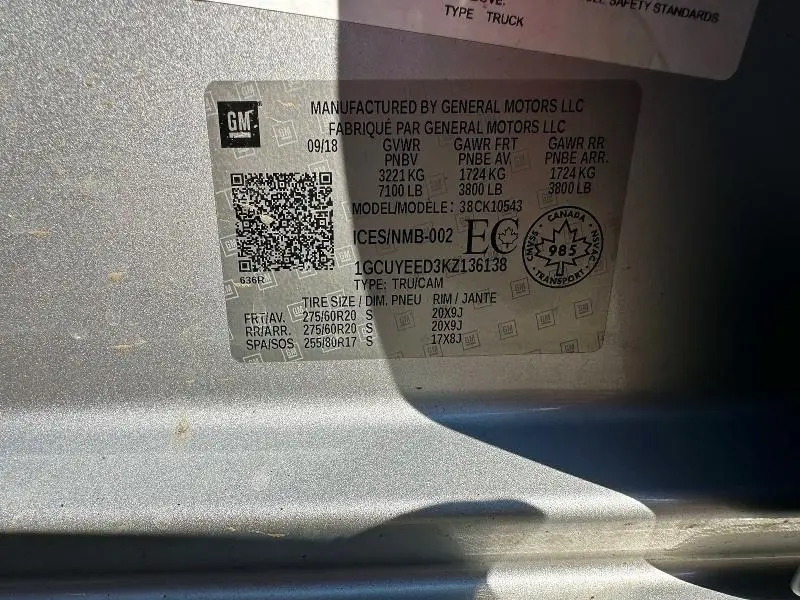 TYPE TRUCK
SAFETY STANDARDS
GM
MANUFACTURED BY GENERAL MOTORS LLC
FABRIQUÉ PAR GENERAL MOTORS LLC
09/18 GVWR GAWR FRT GAWR RR
PNBV PNBE AV. PNBE ARR.
3221 KG 1724 KG 1724 KG
7100 LB 3800 LB 3800 LB
MODEL/MODÈLE: 38CK10543
ICES/NMB-002 EC
CANADA
CNVSS 985 NSVAC
TRANSPORT
1GCUYEED3KZ136138
636R
TYPE: TRU/CAM
TIRE SIZE / DIM. PNEU RIM / JANTE
FRT/AV. 275/60R20 S 20X9J
RR/ARR. 275/60R20 S 20X9J
SPA/SOS 255/80R17 S 17X8J